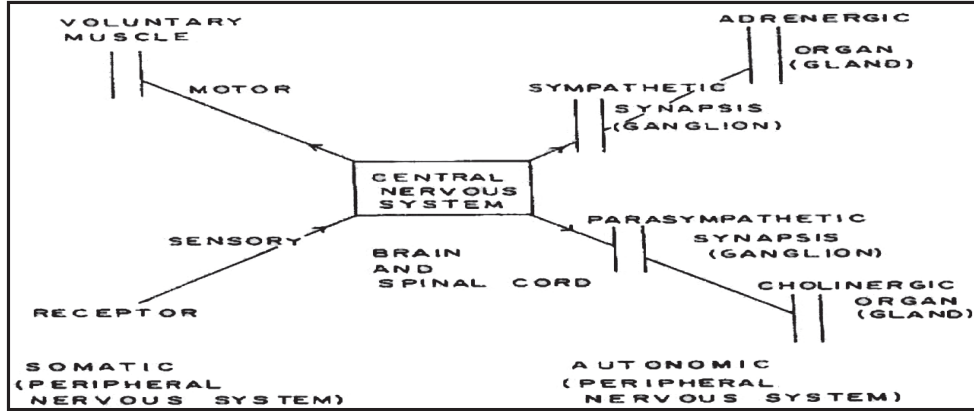 VOLUNTARY
MUSCLE
MOTOR
ADRENERGIC
ORGAN
(GLAND)
SYMPATHETIC
SYNAPSIS
(GANGLION)
CENTRAL
NERVOUS
SYSTEM
SENSORY
RECEPTOR
BRAIN
AND
SPINAL CORD
PARASYMPATHETIC
SYNAPSIS
(GANGLION)
CHOLINERGIC
ORGAN
(GLAND)
SOMATIC
(PERIPHERAL
NERVOUS SYSTEM)
AUTONOMIC
(PERIPHERAL
NERVOUS SYSTEM)